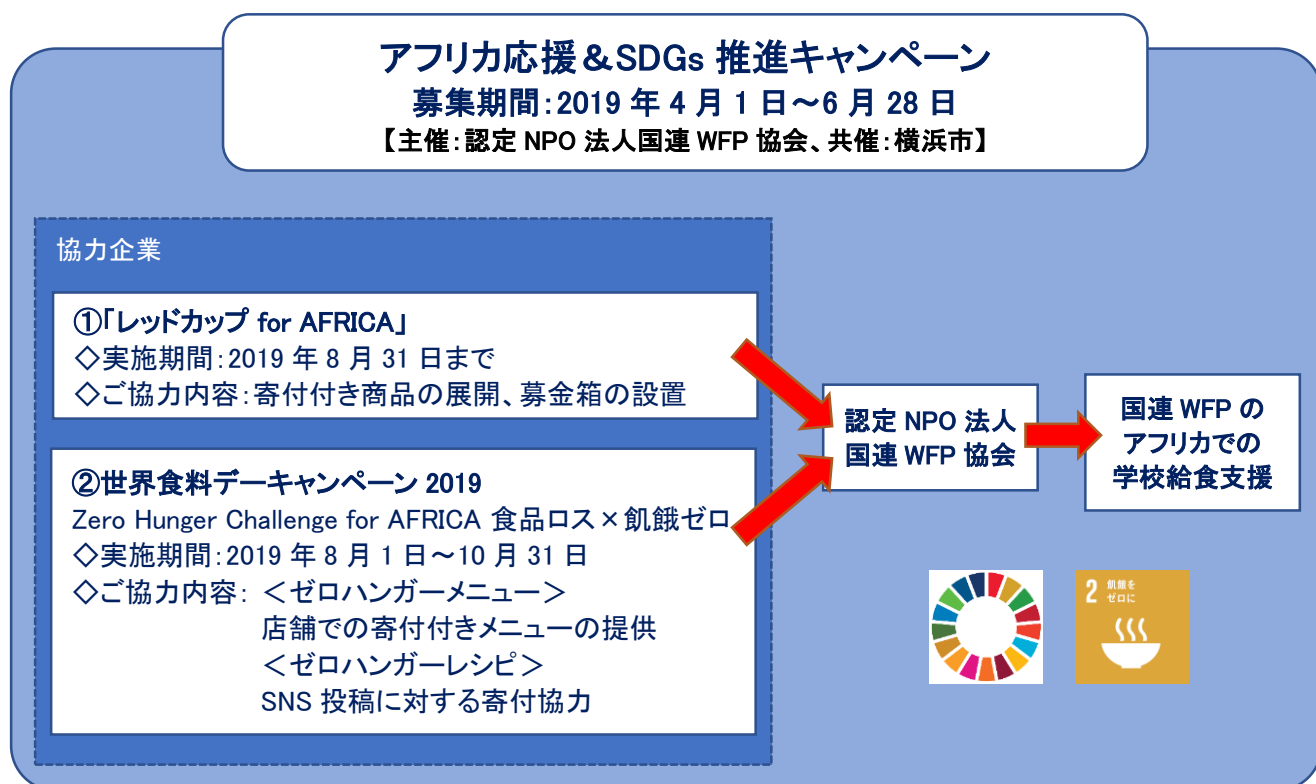 アフリカ応援&SDGs 推進キャンペーン
募集期間:2019 年 4 月 1 日~6 月 28 日
【主催:認定 NPO 法人国連 WFP 協会、共催:横浜市】
協力企業
①「レッドカップ for AFRICA」
◇実施期間:2019 年 8 月 31 日まで
◇ご協力内容:寄付付き商品の展開、募金箱の設置
②世界食料デーキャンペーン 2019
Zero Hunger Challenge for AFRICA 食品ロス×飢餓ゼロ
◇実施期間:2019 年 8 月 1 日~10 月 31 日
◇ご協力内容: <ゼロハンガーメニュー>
店舗での寄付付きメニューの提供
<ゼロハンガーレシピ>
SNS 投稿に対する寄付協力
認定 NPO 法人
国連 WFP 協会
国連 WFP の
アフリカでの
学校給食支援
2 飢餓を
ゼロに